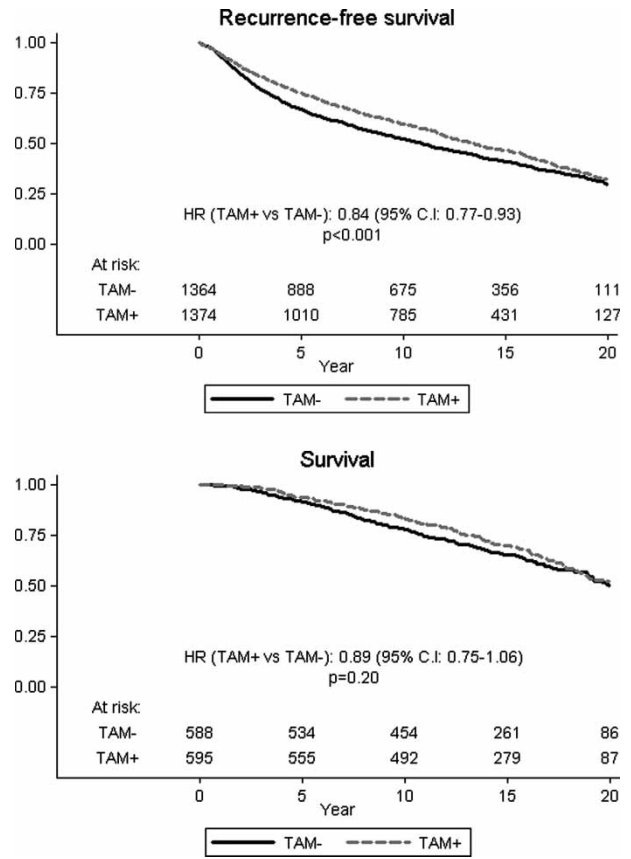 Recurrence-free survival
1.00
0.75
0.50
0.25
0.00
HR (TAM+ vs TAM-): 0.84 (95% C.I: 0.77-0.93)
p<0.001
At risk:
TAM- 1364 888 675 356 111
TAM+ 1374 1010 785 431 127
0 5 10 15 20
Year
TAM- TAM+
Survival
1.00
0.75
0.50
0.25
0.00
HR (TAM+ vs TAM-): 0.89 (95% C.I: 0.75-1.06)
p=0.20
At risk:
TAM- 588 534 454 261 86
TAM+ 595 555 492 279 87
0 5 10 15 20
Year
TAM- TAM+